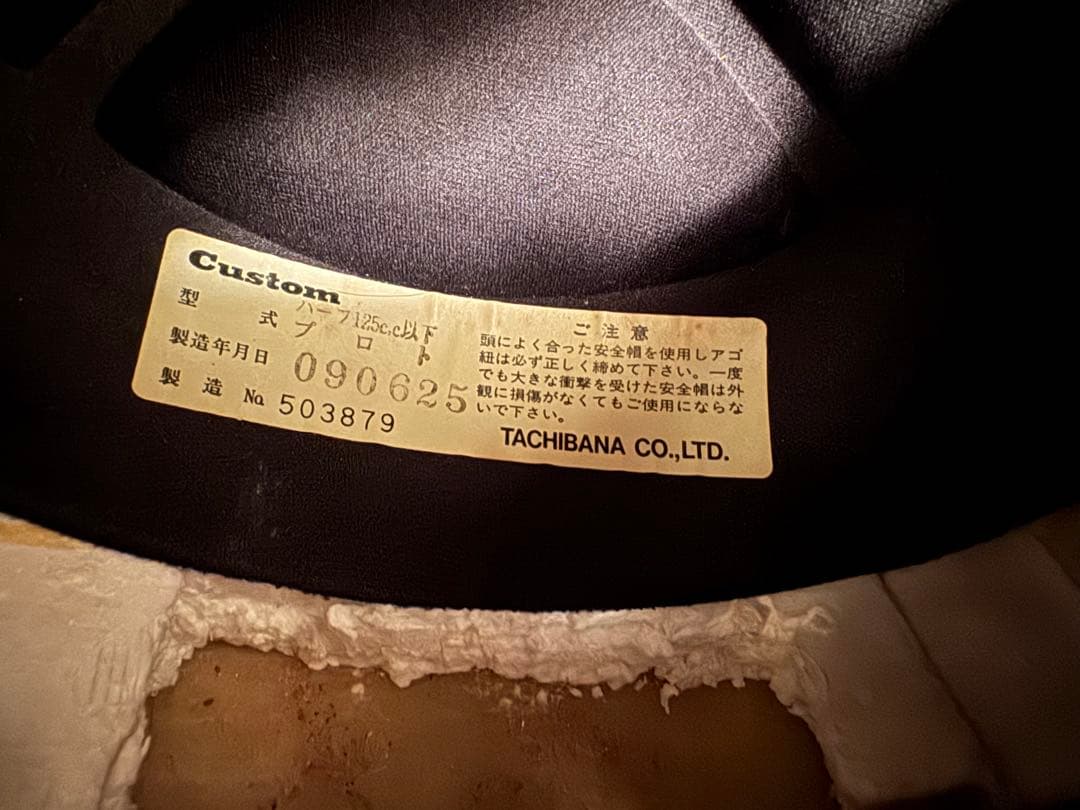 Custom
型式 ハーフ125c.c以下
プロト
製造年月日 090625
製造 No. 503879
ご注意
頭によく合った安全帽を使用しアゴ
紐は必ず正しく締めて下さい。一度
でも大きな衝撃を受けた安全帽は外
観に損傷がなくてもご使用にならな
いで下さい。
TACHIBANA CO.,LTD.